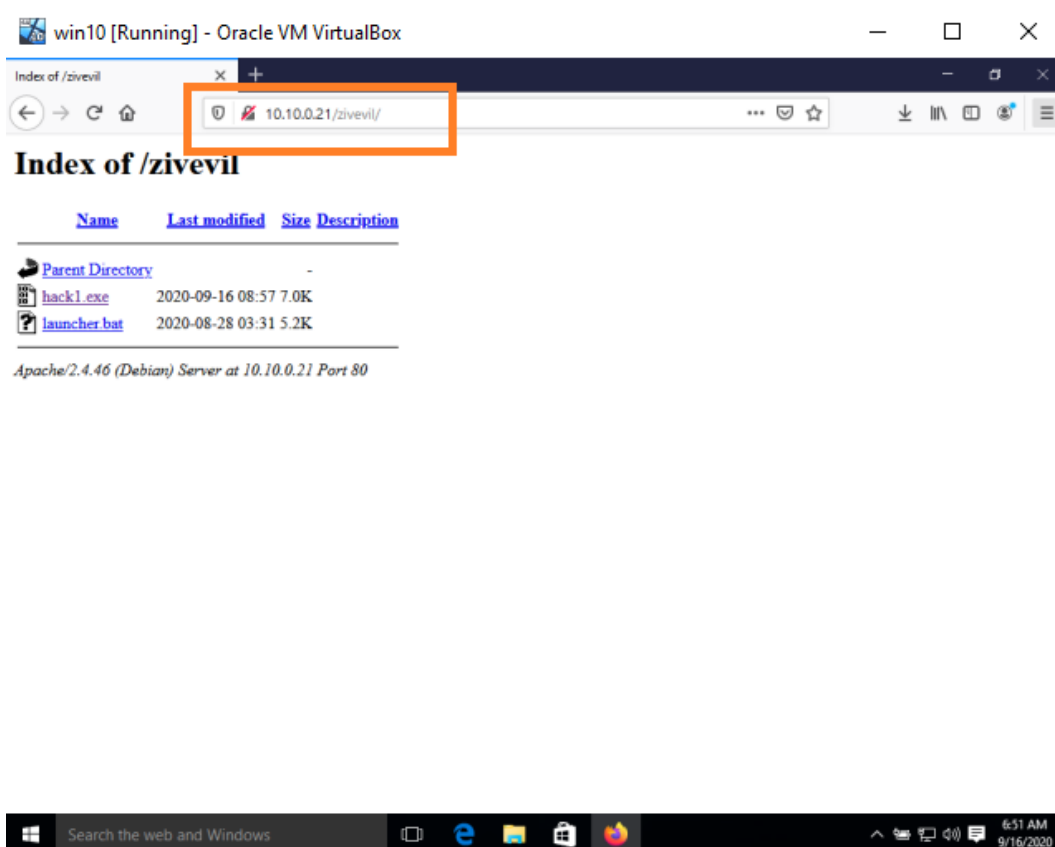 win10 [Running] - Oracle VM VirtualBox
Index of /zivevil
10.10.0.21/zivevil/
Index of /zivevil
Name Last modified Size Description
Parent Directory -
hack1.exe 2020-09-16 08:57 7.0K
launcher.bat 2020-08-28 03:31 5.2K
Apache/2.4.46 (Debian) Server at 10.10.0.21 Port 80
Search the web and Windows
6:51 AM
9/16/2020